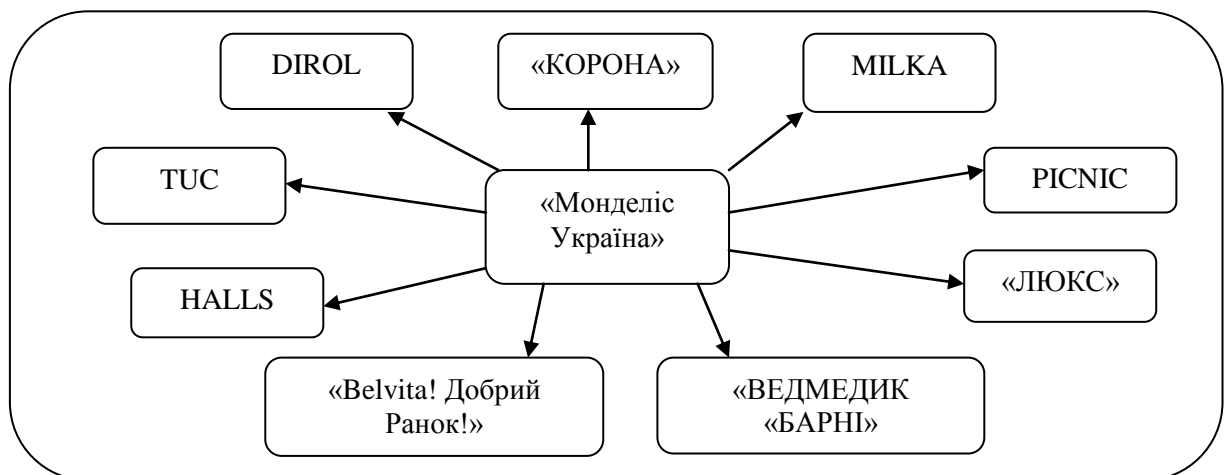 DIROL
«КОРОНА»
MILKA
TUC
«Монделіс
Україна»
PICNIC
HALLS
«ЛЮКС»
«Belvita! Добрий
Ранок!»
«ВЕДМЕДИК
«БАРНІ»